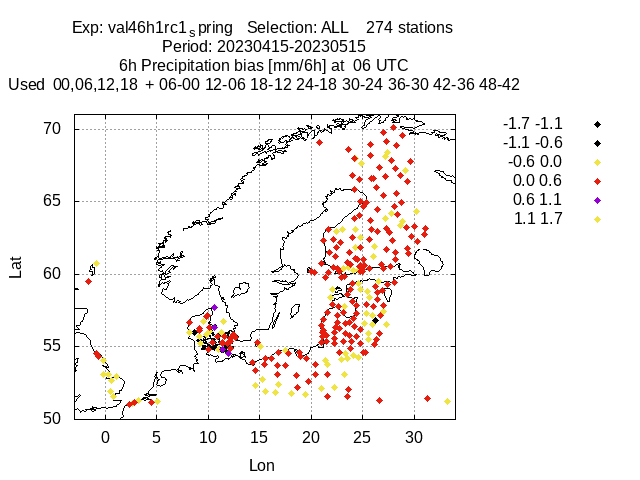 Exp: val46h1rc1spring   Selection: ALL    274 stations
Period: 20230415-20230515
6h Precipitation bias [mm/6h] at  06 UTC
Used  00,06,12,18  + 06-00 12-06 18-12 24-18 30-24 36-30 42-36 48-42
70
65
60
55
50
Lat
0 5 10 15 20 25 30
Lon
-1.7 -1.1
-1.1 -0.6
-0.6 0.0
0.0 0.6
0.6 1.1
1.1 1.7